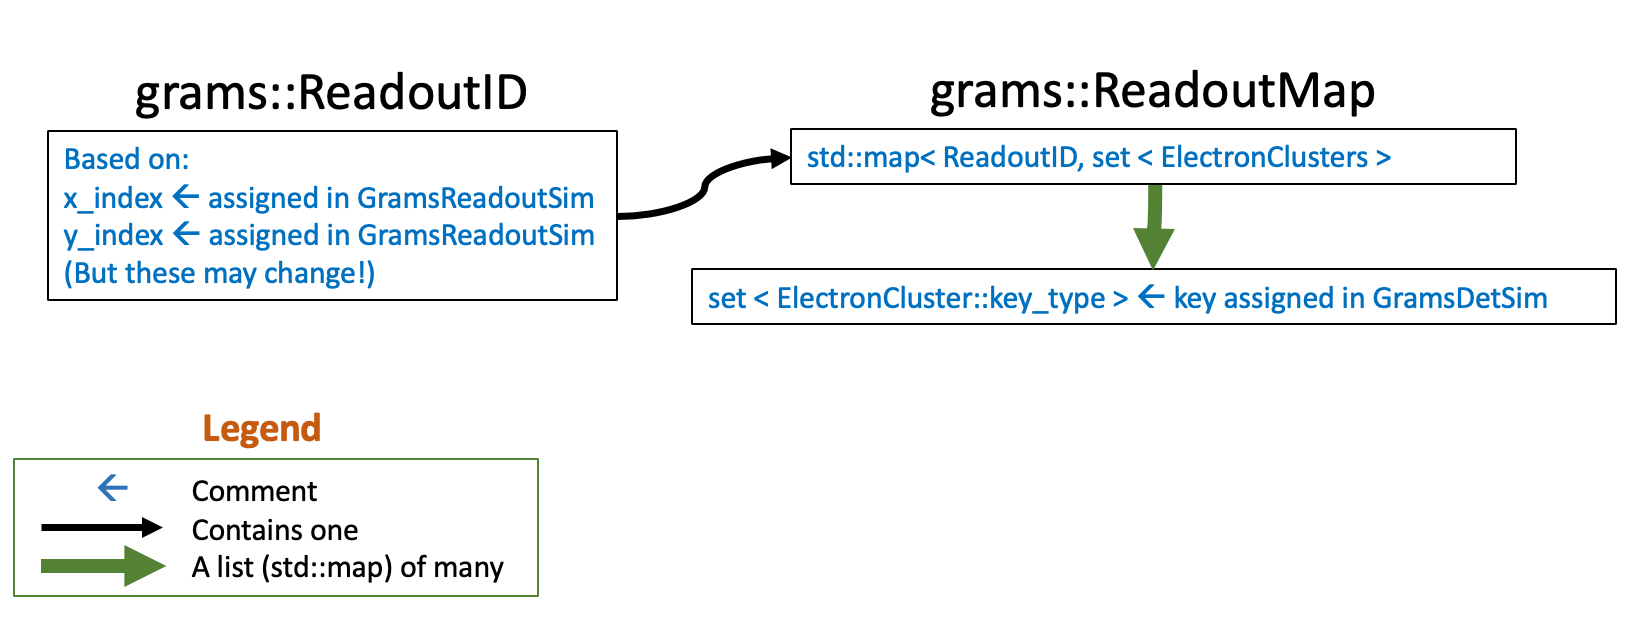 grams::ReadoutID
Based on:
x_index ← assigned in GramsReadoutSim
y_index ← assigned in GramsReadoutSim
(But these may change!)
grams::ReadoutMap
std::map< ReadoutID, set < ElectronClusters >
set < ElectronCluster::key_type > ← key assigned in GramsDetSim
Legend
← Comment
Contains one
A list (std::map) of many